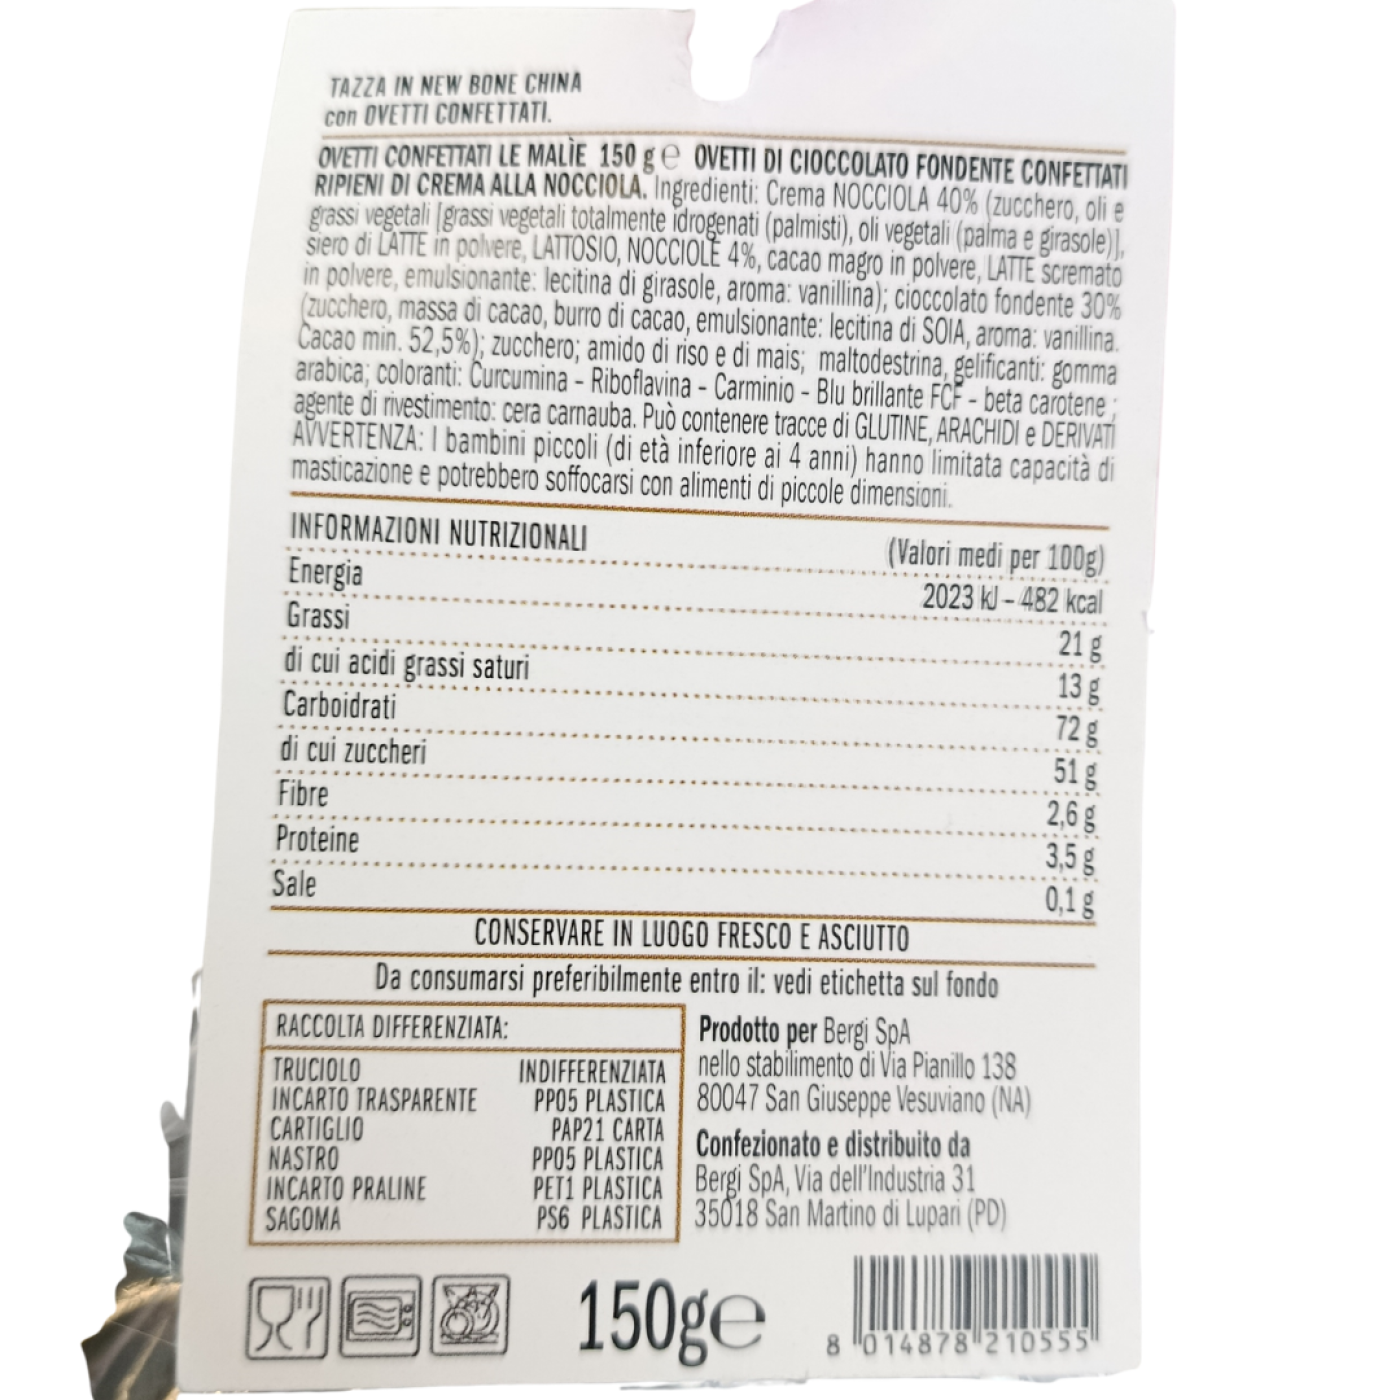 TAZZA IN NEW BONE CHINA
con OVETTI CONFETTATI.
OVETTI CONFETTATI LE MALÌE 150 g ℮ OVETTI DI CIOCCOLATO FONDENTE CONFETTATI
RIPIENI DI CREMA ALLA NOCCIOLA. Ingredienti: Crema NOCCIOLA 40% (zucchero, oli e
grassi vegetali [grassi vegetali totalmente idrogenati (palmisti), oli vegetali (palma e girasole)],
siero di LATTE in polvere, LATTOSIO, NOCCIOLE 4%, cacao magro in polvere, LATTE scremato
in polvere, emulsionante: lecitina di girasole, aroma: vanillina); cioccolato fondente 30%
(zucchero, massa di cacao, burro di cacao, emulsionante: lecitina di SOIA, aroma: vanillina.
Cacao min. 52,5%); zucchero; amido di riso e di mais; maltodestrina, gelificanti: gomma
arabica; coloranti: Curcumina - Riboflavina - Carminio - Blu brillante FCF - beta carotene ;
agente di rivestimento: cera carnauba. Può contenere tracce di GLUTINE, ARACHIDI e DERIVATI
AVVERTENZA: I bambini piccoli (di età inferiore ai 4 anni) hanno limitata capacità di
masticazione e potrebbero soffocarsi con alimenti di piccole dimensioni.
INFORMAZIONI NUTRIZIONALI (Valori medi per 100g)
Energia 2023 kJ – 482 kcal
Grassi 21 g
di cui acidi grassi saturi 13 g
Carboidrati 72 g
di cui zuccheri 51 g
Fibre 2,6 g
Proteine 3,5 g
Sale 0,1 g
CONSERVARE IN LUOGO FRESCO E ASCIUTTO
Da consumarsi preferibilmente entro il: vedi etichetta sul fondo
RACCOLTA DIFFERENZIATA:
TRUCIOLO INDIFFERENZIATA
INCARTO TRASPARENTE PP05 PLASTICA
CARTIGLIO PAP21 CARTA
NASTRO PP05 PLASTICA
INCARTO PRALINE PET1 PLASTICA
SAGOMA PS6 PLASTICA
Prodotto per Bergi SpA
nello stabilimento di Via Pianillo 138
80047 San Giuseppe Vesuviano (NA)
Confezionato e distribuito da
Bergi SpA, Via dell'Industria 31
35018 San Martino di Lupari (PD)
150g℮
8 014878 210555